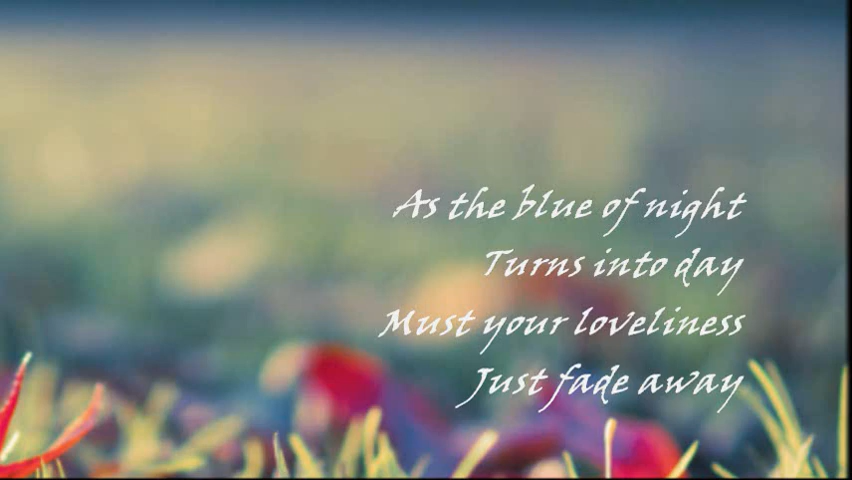 As the blue of night
Turns into day
Must your loveliness
Just fade away